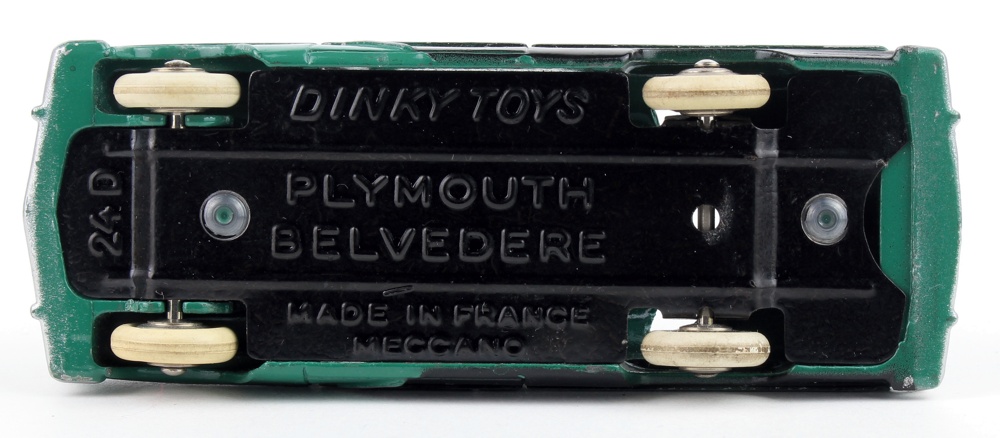 DINKY TOYS
24 D
PLYMOUTH
BELVEDERE
MADE IN FRANCE
MECCANO